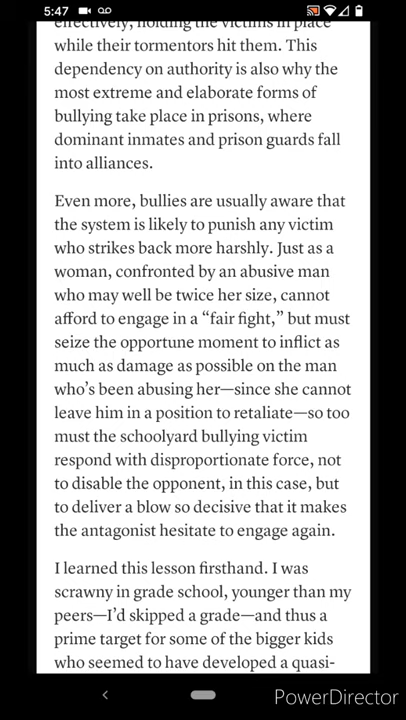 5:47
effectively, holding the victims in place
while their tormentors hit them. This
dependency on authority is also why the
most extreme and elaborate forms of
bullying take place in prisons, where
dominant inmates and prison guards fall
into alliances.
Even more, bullies are usually aware that
the system is likely to punish any victim
who strikes back more harshly. Just as a
woman, confronted by an abusive man
who may well be twice her size, cannot
afford to engage in a “fair fight,” but must
seize the opportune moment to inflict as
much as damage as possible on the man
who’s been abusing her—since she cannot
leave him in a position to retaliate—so too
must the schoolyard bullying victim
respond with disproportionate force, not
to disable the opponent, in this case, but
to deliver a blow so decisive that it makes
the antagonist hesitate to engage again.
I learned this lesson firsthand. I was
scrawny in grade school, younger than my
peers—I’d skipped a grade—and thus a
prime target for some of the bigger kids
who seemed to have developed a quasi-
PowerDirector